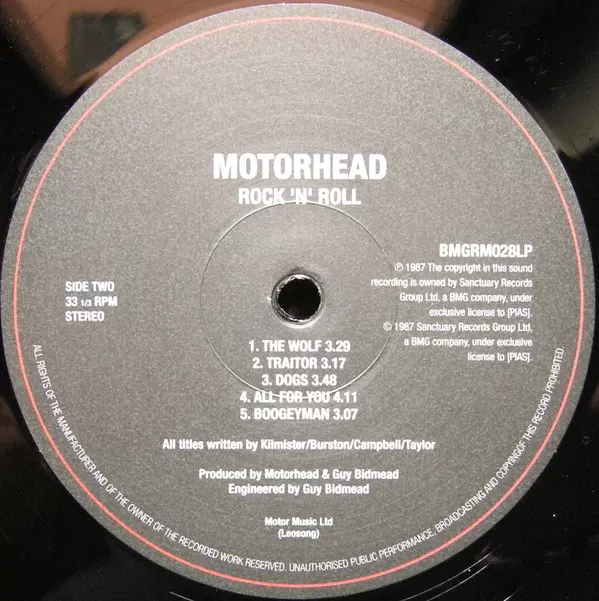 MOTORHEAD
ROCK 'N' ROLL
BMGRM028LP
℗ 1987 The copyright in this sound
recording is owned by Sanctuary Records
Group Ltd, a BMG company, under
exclusive license to [PIAS].
© 1987 Sanctuary Records Group Ltd,
a BMG company, under exclusive
license to [PIAS].
SIDE TWO
33 1/3 RPM
STEREO
1. THE WOLF 3.29
2. TRAITOR 3.17
3. DOGS 3.48
4. ALL FOR YOU 4.11
5. BOOGEYMAN 3.07
All titles written by Kilmister/Burston/Campbell/Taylor
Produced by Motorhead & Guy Bidmead
Engineered by Guy Bidmead
Motor Music Ltd
(Leosong)
ALL RIGHTS OF THE MANUFACTURER AND OF THE OWNER OF THE RECORDED WORK RESERVED. UNAUTHORISED PUBLIC PERFORMANCE, BROADCASTING AND COPYINGOF THIS RECORD PROHIBITED.